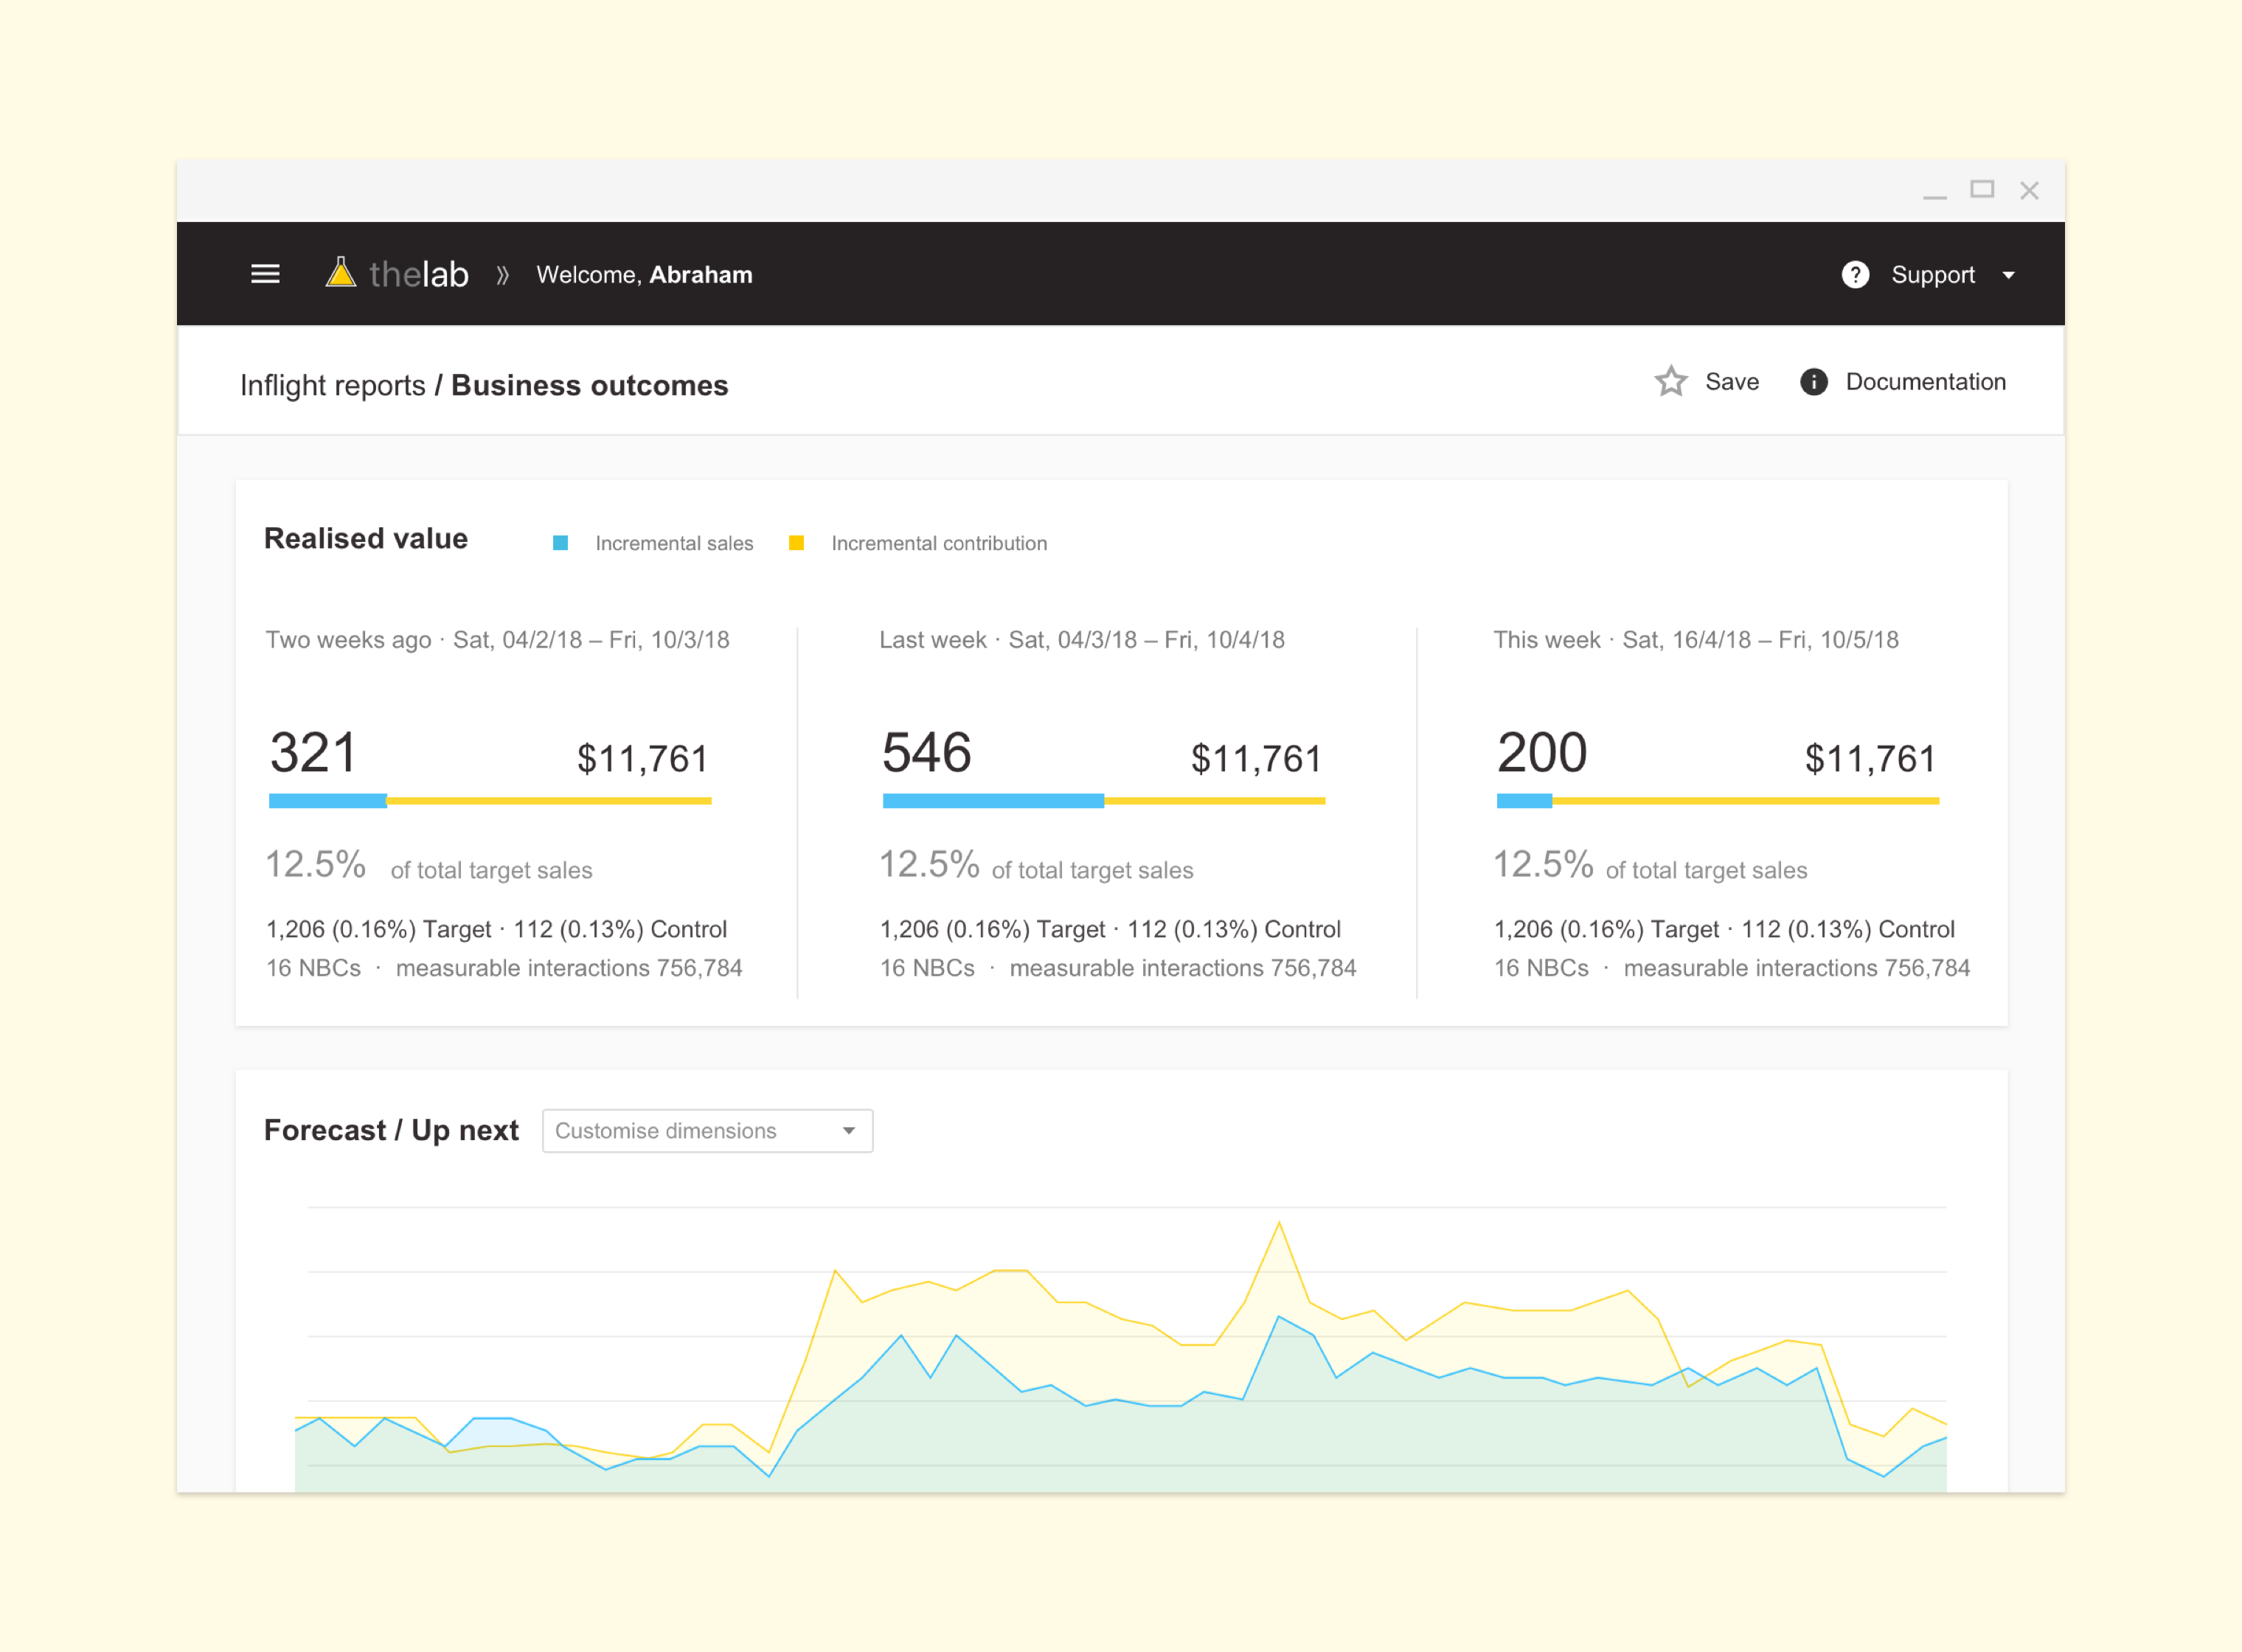 thelab » Welcome, Abraham
? Support
Inflight reports / Business outcomes
Save i Documentation
Realised value Incremental sales Incremental contribution
Two weeks ago · Sat, 04/2/18 – Fri, 10/3/18
321 $11,761
12.5% of total target sales
1,206 (0.16%) Target · 112 (0.13%) Control
16 NBCs · measurable interactions 756,784
Last week · Sat, 04/3/18 – Fri, 10/4/18
546 $11,761
12.5% of total target sales
1,206 (0.16%) Target · 112 (0.13%) Control
16 NBCs · measurable interactions 756,784
This week · Sat, 16/4/18 – Fri, 10/5/18
200 $11,761
12.5% of total target sales
1,206 (0.16%) Target · 112 (0.13%) Control
16 NBCs · measurable interactions 756,784
Forecast / Up next Customise dimensions